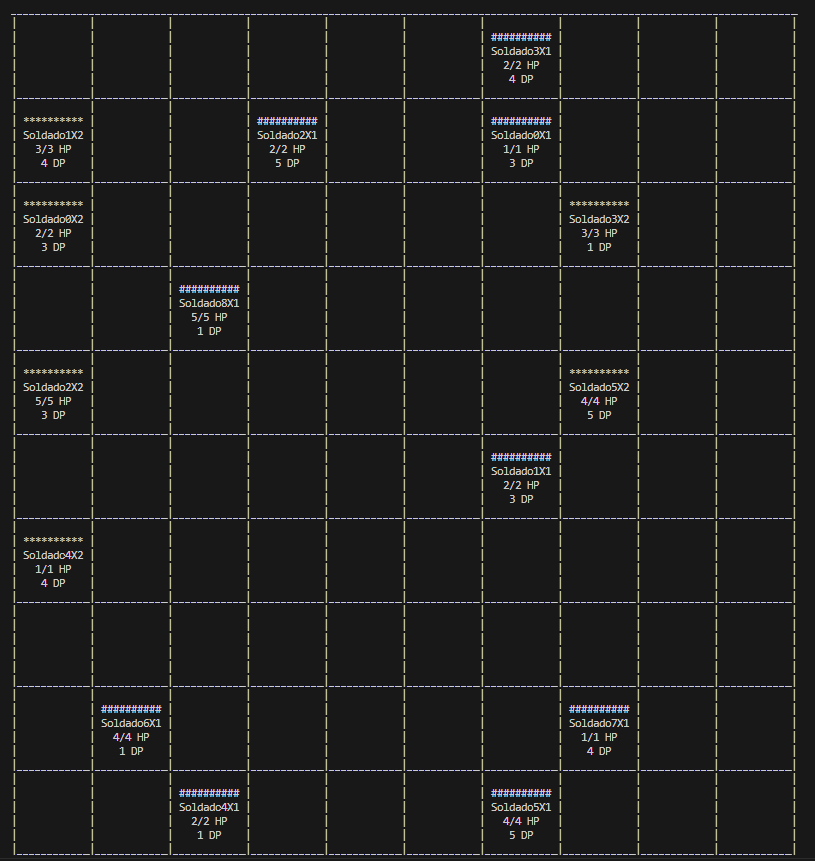 ##########
Soldado3X1
2/2 HP
4 DP
********** ########## ##########
Soldado1X2 Soldado2X1 Soldado0X1
3/3 HP 2/2 HP 1/1 HP
4 DP 5 DP 3 DP
********** **********
Soldado0X2 Soldado3X2
2/2 HP 3/3 HP
3 DP 1 DP
##########
Soldado8X1
5/5 HP
1 DP
********** **********
Soldado2X2 Soldado5X2
5/5 HP 4/4 HP
3 DP 5 DP
##########
Soldado1X1
2/2 HP
3 DP
**********
Soldado4X2
1/1 HP
4 DP
########## ##########
Soldado6X1 Soldado7X1
4/4 HP 1/1 HP
1 DP 4 DP
########## ##########
Soldado4X1 Soldado5X1
2/2 HP 4/4 HP
1 DP 5 DP